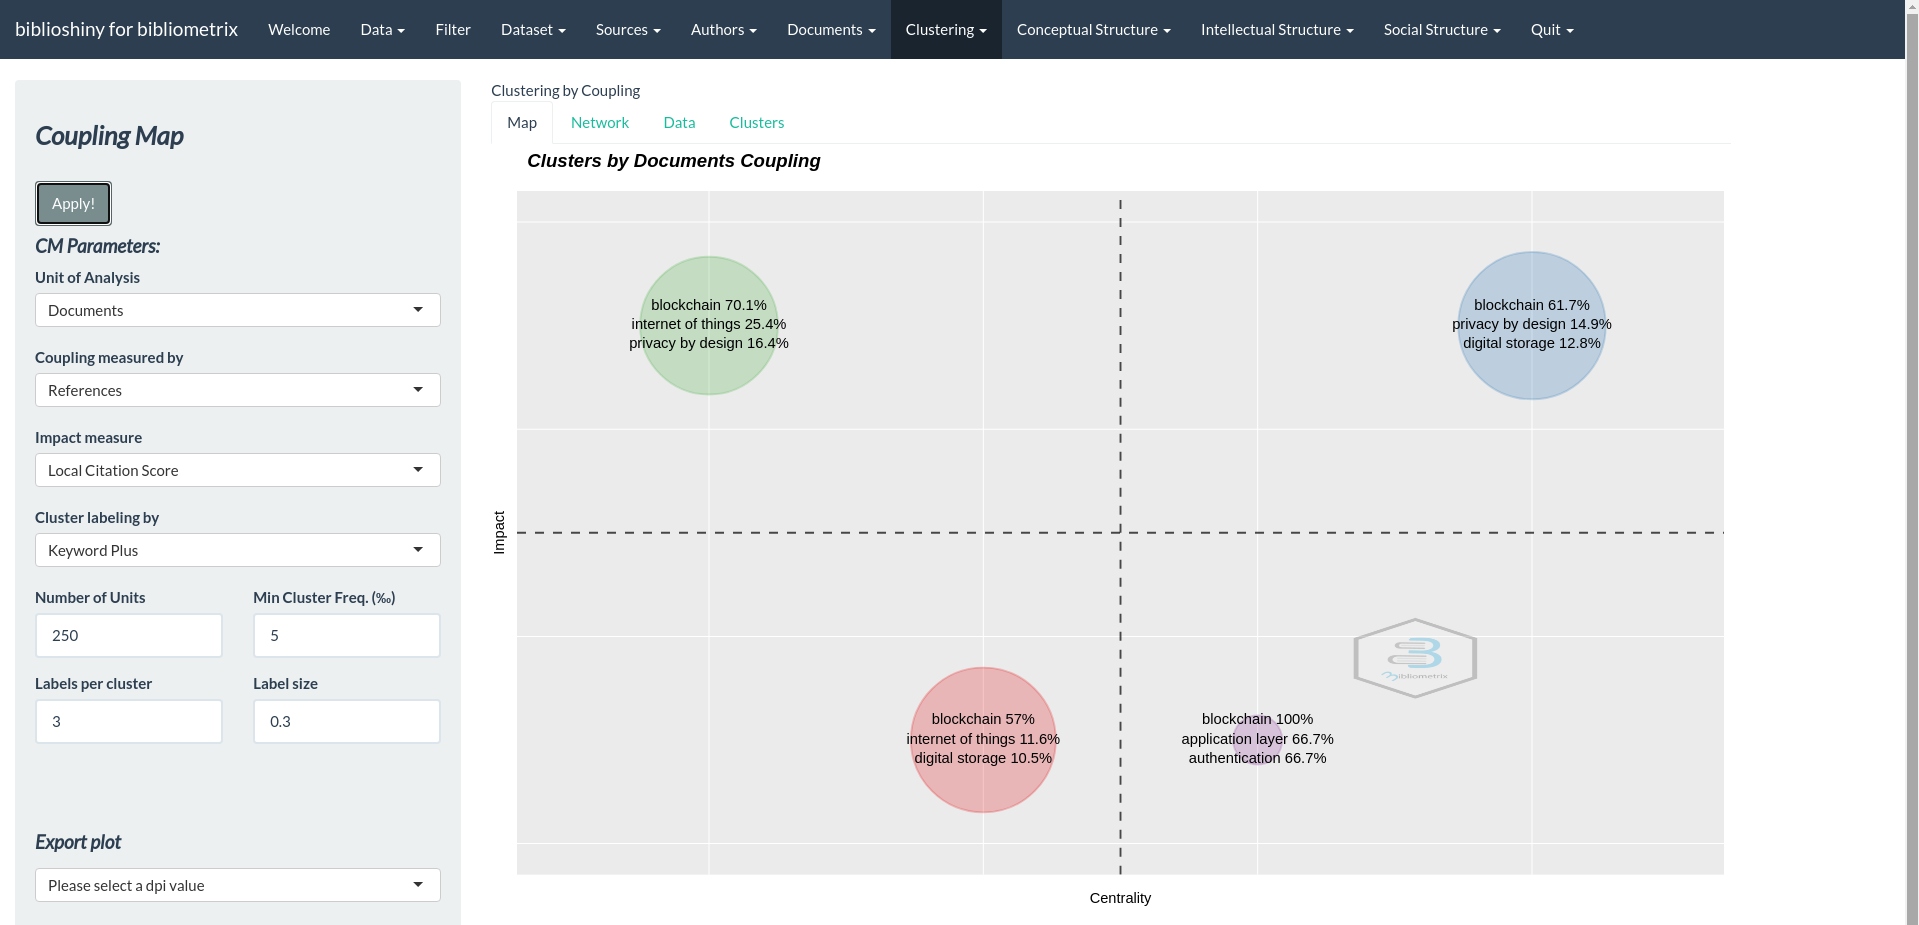 biblioshiny for bibliometrix Welcome Data Filter Dataset Sources Authors Documents Clustering Conceptual Structure Intellectual Structure Social Structure Quit
Coupling Map
Apply!
CM Parameters:
Unit of Analysis
Documents
Coupling measured by
References
Impact measure
Local Citation Score
Cluster labeling by
Keyword Plus
Number of Units Min Cluster Freq. (‰)
250 5
Labels per cluster Label size
3 0.3
Export plot
Please select a dpi value
Clustering by Coupling
Map Network Data Clusters
Clusters by Documents Coupling
blockchain 70.1%
internet of things 25.4%
privacy by design 16.4%
blockchain 61.7%
privacy by design 14.9%
digital storage 12.8%
Impact
bibliometrix
blockchain 57%
internet of things 11.6%
digital storage 10.5%
blockchain 100%
application layer 66.7%
authentication 66.7%
Centrality